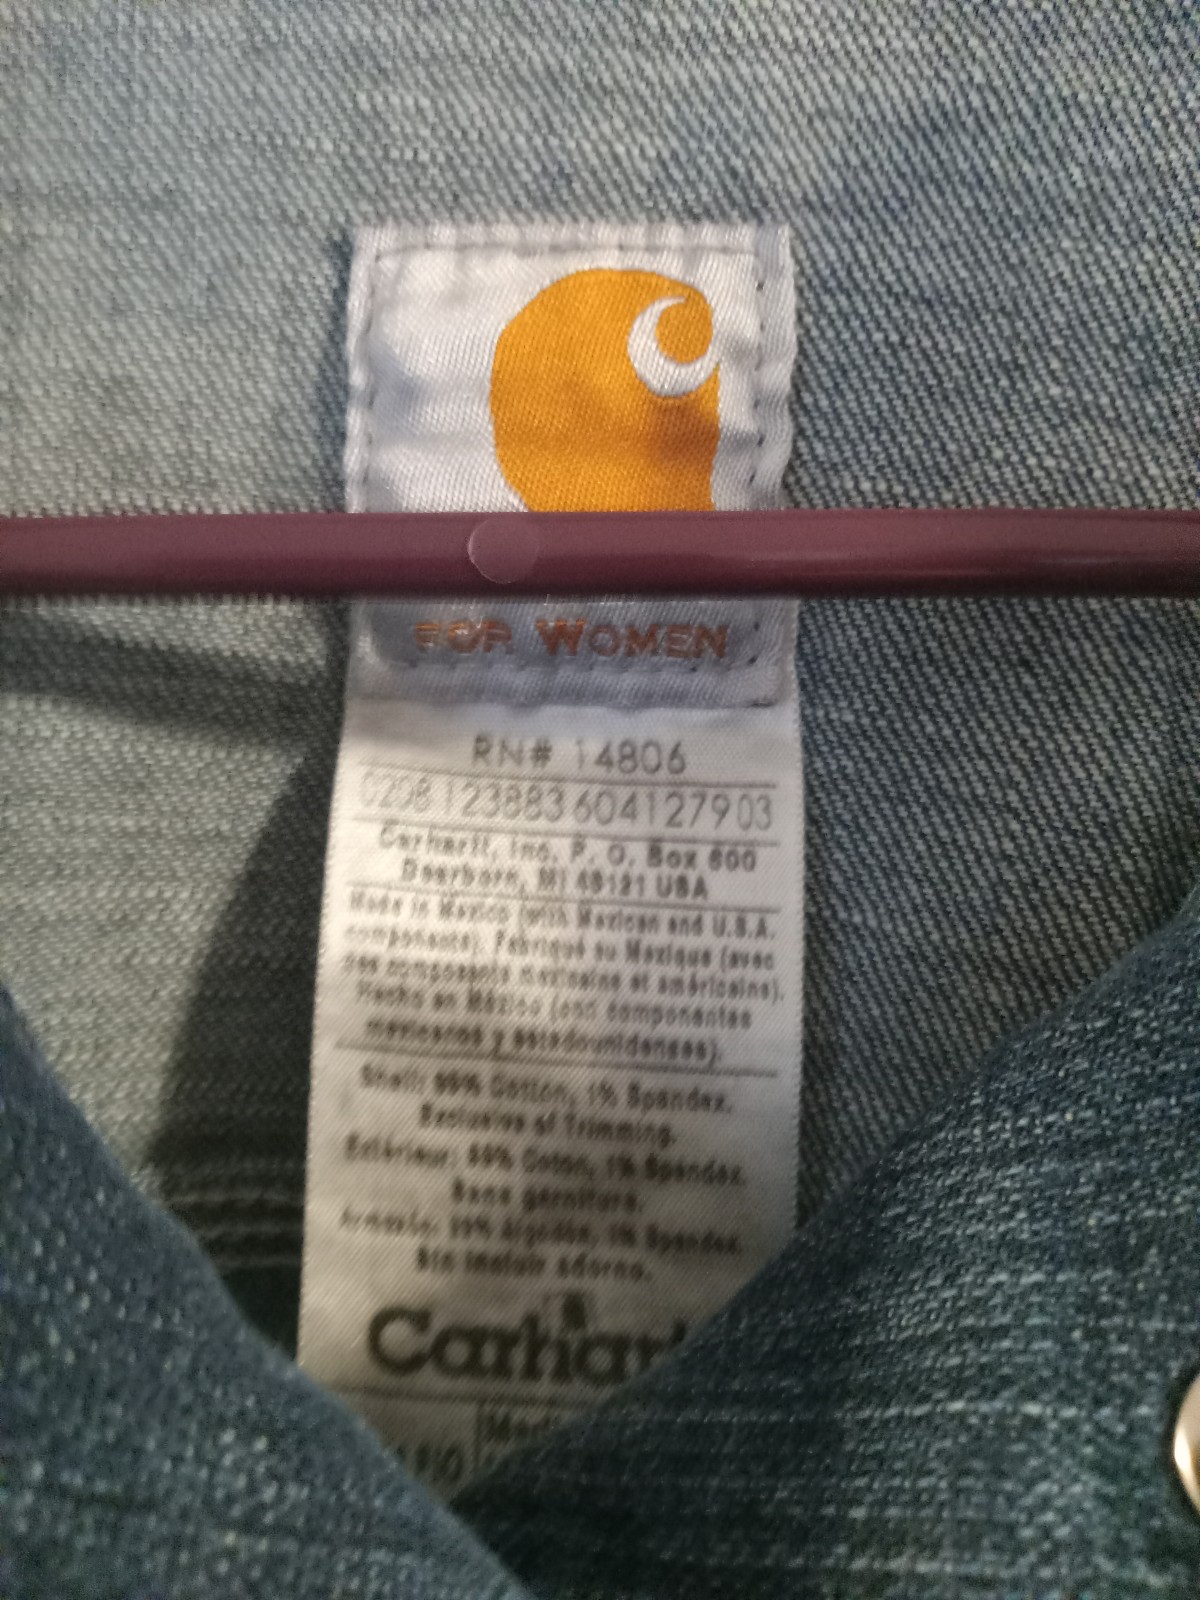 C
FOR WOMEN
RN# 14806
0208 123883 604127903
Carhartt, Inc. P. O. Box 600
Dearborn, MI 48121 USA
Made in Mexico (with Mexican and U.S.A.
components). Fabriqué au Mexique (avec
des composants mexicains et américains).
Hecho en México (con componentes
mexicanos y estadounidenses).
Shell: 99% Cotton, 1% Spandex.
Exclusive of Trimming.
Extérieur: 99% Coton, 1% Spandex.
Sans garniture.
Armazón: 99% Algodón, 1% Spandex.
Sin incluir adorno.
Carhar